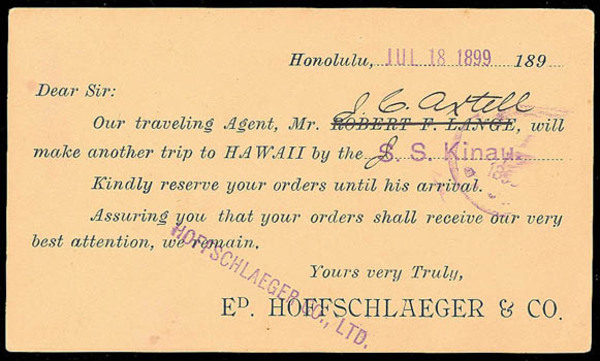 Honolulu, JUL 18 1899 189
Dear Sir:
J. C. Axtell
Our traveling Agent, Mr. ROBERT F. LANGE, will
make another trip to HAWAII by the S. S. Kinau
Kindly reserve your orders until his arrival.
Assuring you that your orders shall receive our very
best attention, we remain.
HOFFSCHLAEGER CO., LTD.
Yours very Truly,
ED. HOFFSCHLAEGER & CO.